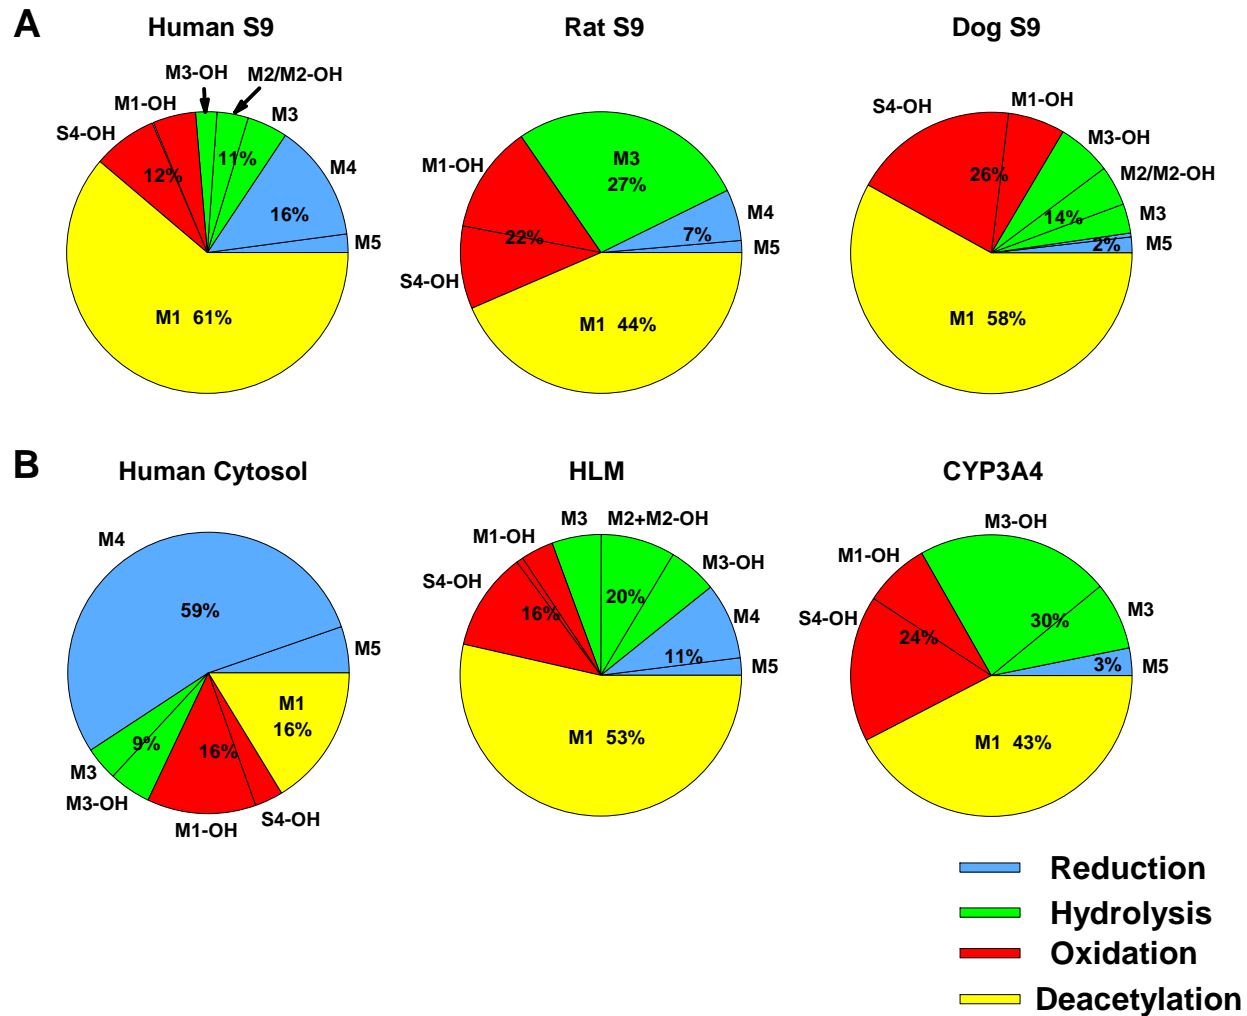 A
Human S9
Rat S9
Dog S9
M3-OH
M2/M2-OH
M1-OH
M3
S4-OH
11%
M4
12%
16%
M5
M1 61%
M1-OH
M3
27%
M4
7%
22%
M5
S4-OH
M1 44%
S4-OH
M1-OH
M3-OH
M2/M2-OH
26%
14%
M3
2%
M5
M1 58%
B
Human Cytosol
HLM
CYP3A4
M4
59%
M5
M1
16%
9%
16%
M3
M3-OH
M1-OH
S4-OH
M3
M2+M2-OH
M1-OH
M3-OH
S4-OH
20%
16%
M4
11%
M5
M1 53%
M3-OH
M1-OH
S4-OH
M3
30%
24%
3%
M5
M1 43%
Reduction
Hydrolysis
Oxidation
Deacetylation